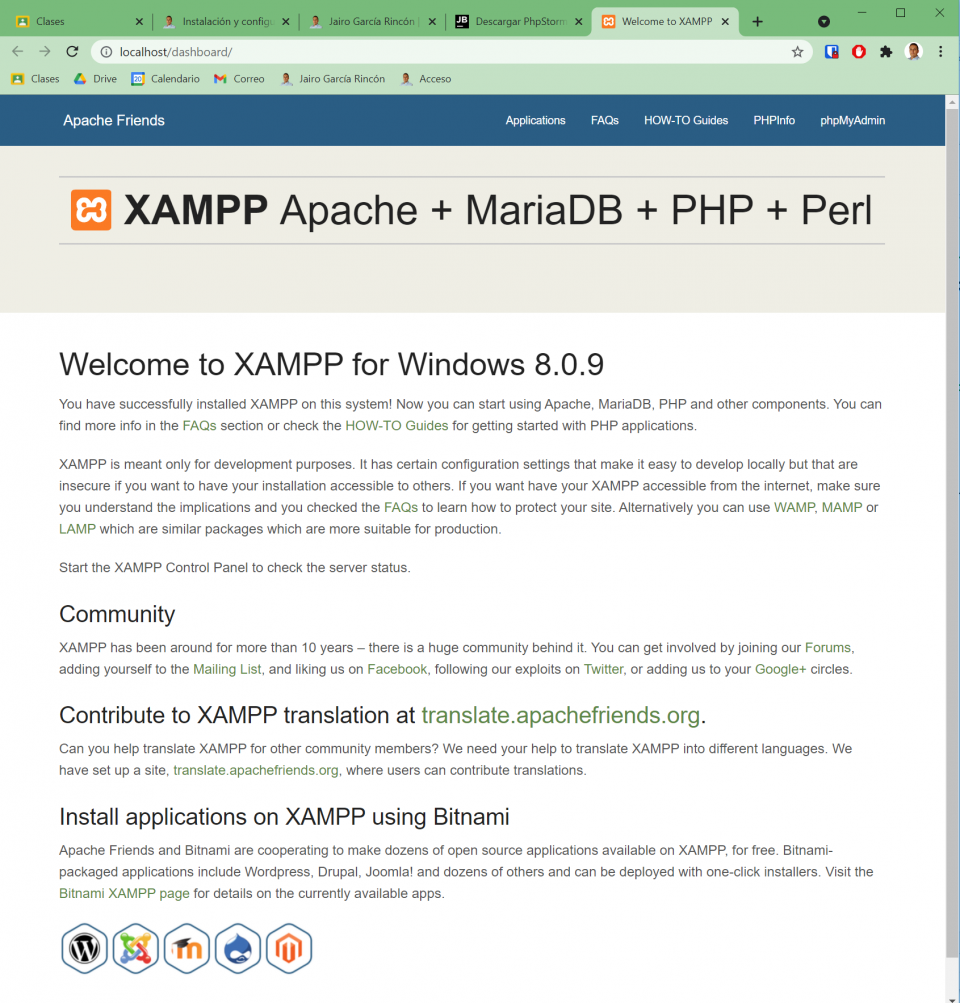 Clases
Instalación y configu
Jairo García Rincón
Descargar PhpStorm
Welcome to XAMPP
localhost/dashboard/
Clases
Drive
20
Calendario
Correo
Jairo García Rincón
Acceso
Apache Friends
Applications
FAQs
HOW-TO Guides
PHPInfo
phpMyAdmin
XAMPP Apache + MariaDB + PHP + Perl
Welcome to XAMPP for Windows 8.0.9
You have successfully installed XAMPP on this system! Now you can start using Apache, MariaDB, PHP and other components. You can
find more info in the FAQs section or check the HOW-TO Guides for getting started with PHP applications.
XAMPP is meant only for development purposes. It has certain configuration settings that make it easy to develop locally but that are
insecure if you want to have your installation accessible to others. If you want have your XAMPP accessible from the internet, make sure
you understand the implications and you checked the FAQs to learn how to protect your site. Alternatively you can use WAMP, MAMP or
LAMP which are similar packages which are more suitable for production.
Start the XAMPP Control Panel to check the server status.
Community
XAMPP has been around for more than 10 years – there is a huge community behind it. You can get involved by joining our Forums,
adding yourself to the Mailing List, and liking us on Facebook, following our exploits on Twitter, or adding us to your Google+ circles.
Contribute to XAMPP translation at translate.apachefriends.org.
Can you help translate XAMPP for other community members? We need your help to translate XAMPP into different languages. We
have set up a site, translate.apachefriends.org, where users can contribute translations.
Install applications on XAMPP using Bitnami
Apache Friends and Bitnami are cooperating to make dozens of open source applications available on XAMPP, for free. Bitnami-
packaged applications include Wordpress, Drupal, Joomla! and dozens of others and can be deployed with one-click installers. Visit the
Bitnami XAMPP page for details on the currently available apps.